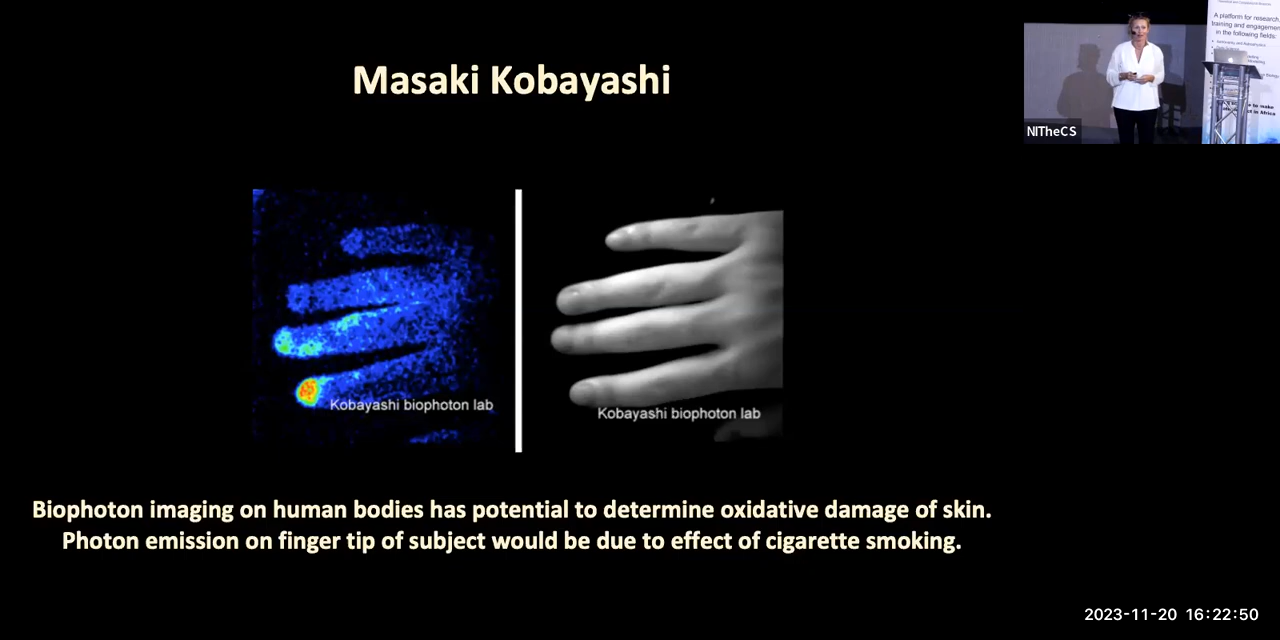 Masaki Kobayashi
A platform for research,
training and engagement
in the following fields:
NITheCS
Kobayashi biophoton lab
Kobayashi biophoton lab
Biophoton imaging on human bodies has potential to determine oxidative damage of skin.
Photon emission on finger tip of subject would be due to effect of cigarette smoking.
2023-11-20 16:22:50